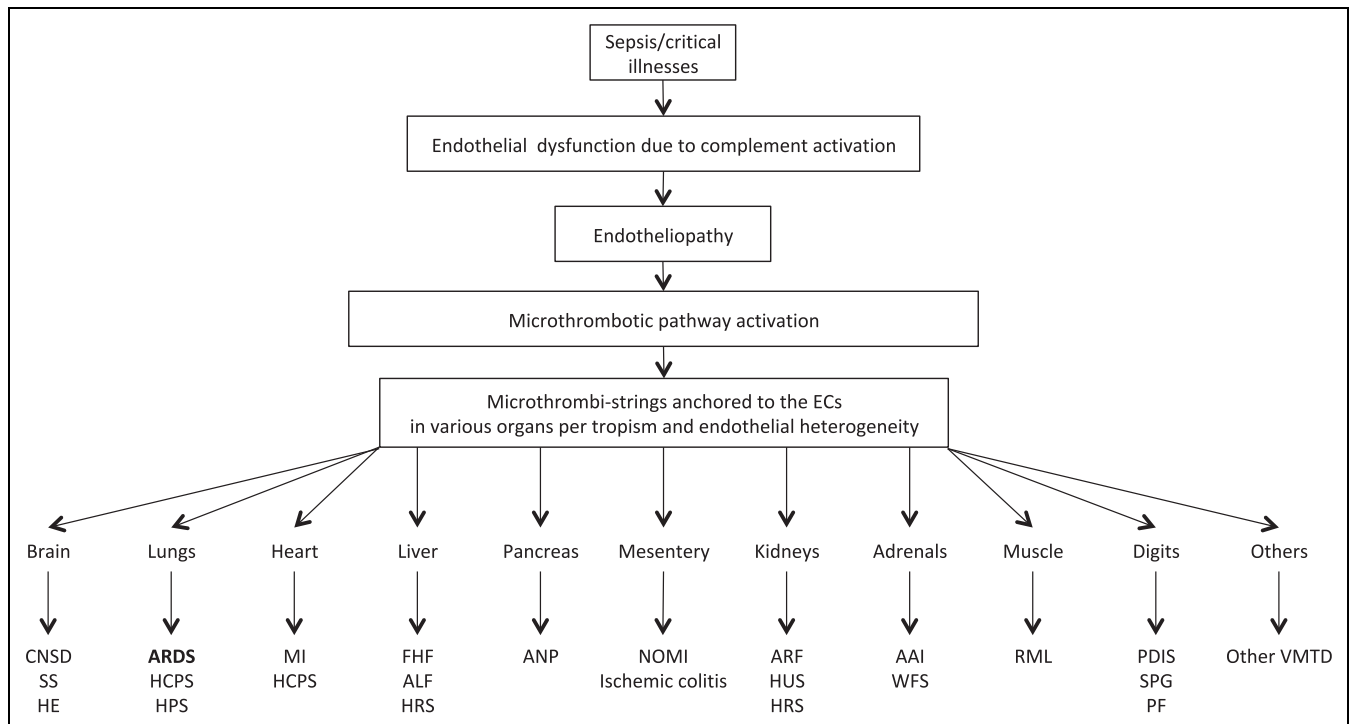 Sepsis/critical
illnesses
Endothelial dysfunction due to complement activation
Endotheliopathy
Microthrombotic pathway activation
Microthrombi-strings anchored to the ECs
in various organs per tropism and endothelial heterogeneity
Brain Lungs Heart Liver Pancreas Mesentery Kidneys Adrenals Muscle Digits Others
CNSD ARDS MI FHF ANP NOMI ARF AAI RML PDIS Other VMTD
SS HCPS HCPS ALF Ischemic colitis HUS WFS SPG
HE HPS HRS HRS PF